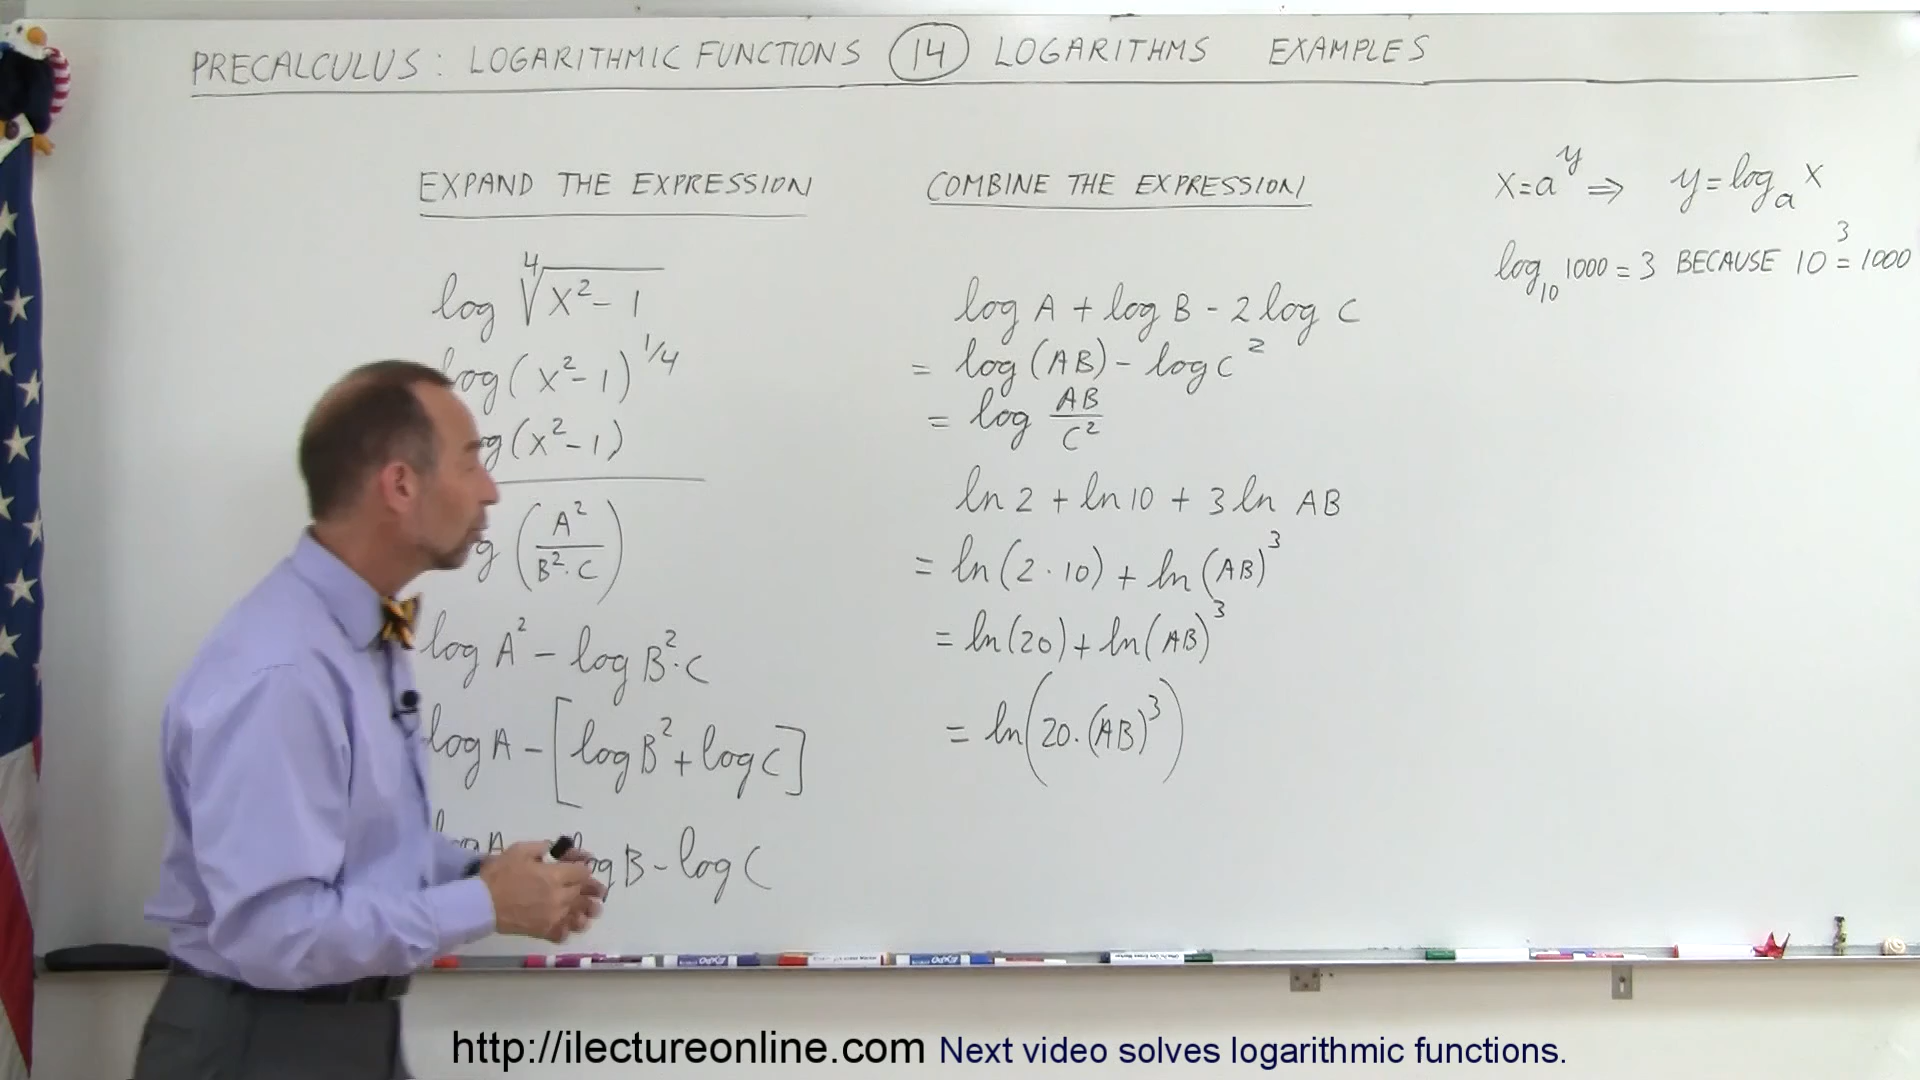 PRECALCULUS: LOGARITHMIC FUNCTIONS 14 LOGARITHMS EXAMPLES
EXPAND THE EXPRESSION
log ∜(x²-1)
log(x²-1)^1/4
g(x²-1)
g(A²/(B²·C))
log A² - log B²·C
log A - [log B² + log C]
log A log B - log C
COMBINE THE EXPRESSION
log A + log B - 2 log C
= log (AB) - log C²
= log AB/C²
ln 2 + ln 10 + 3 ln AB
= ln(2·10) + ln(AB)³
= ln(20) + ln(AB)³
= ln(20·(AB)³)
x=a^y ⇒ y=log_a x
log_10 1000 = 3 BECAUSE 10³ = 1000
EXPO EXPO
http://ilectureonline.com Next video solves logarithmic functions.